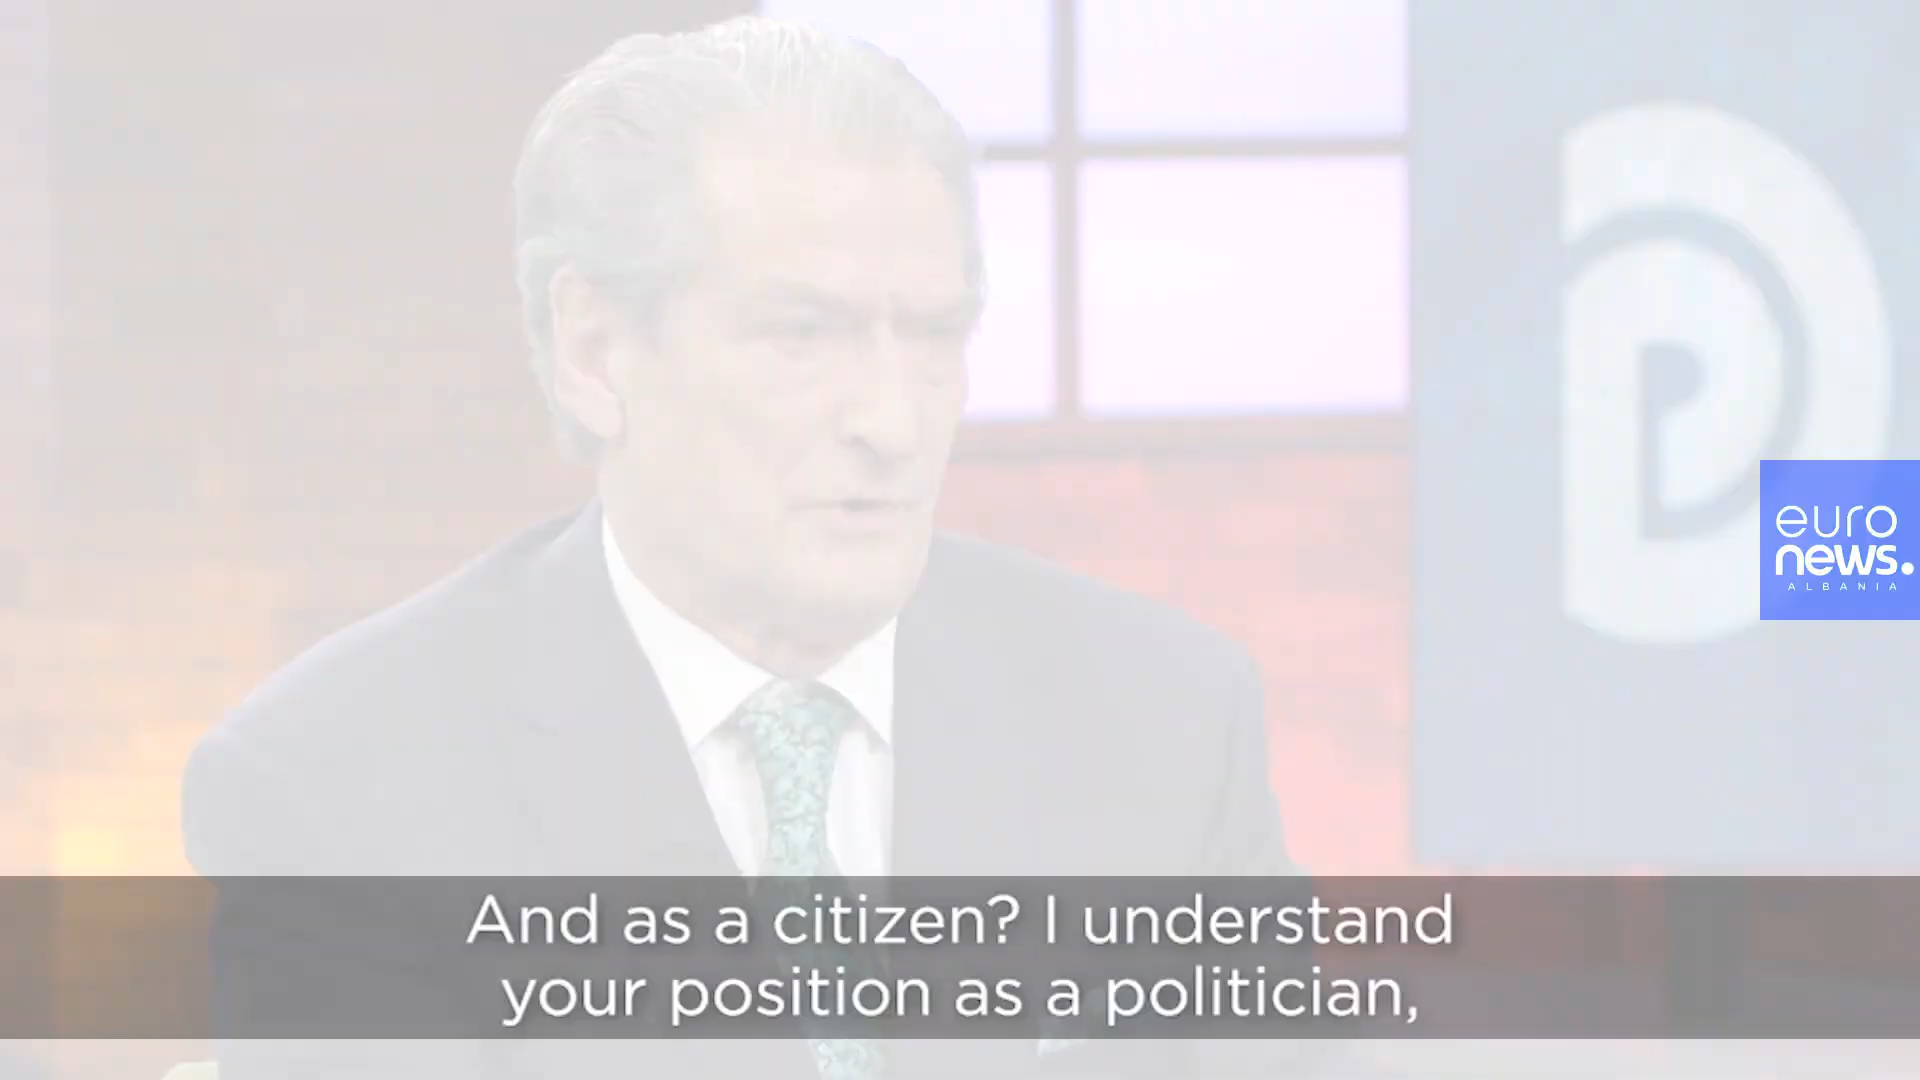 euro
news.
ALBANIA
And as a citizen? I understand
your position as a politician,